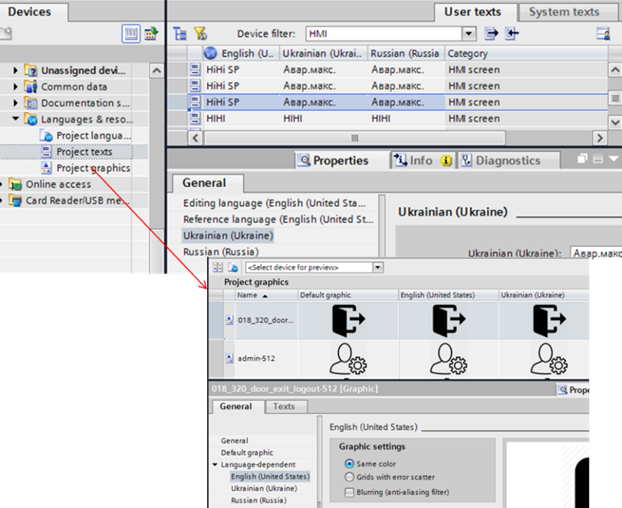 Devices
User texts
System texts
Device filter:
HMI
English (U...
Ukrainian (Ukrai...
Russian (Russia
Category
HiHi SP
Авар.макс.
Авар.макс.
HMI screen
HiHi SP
Авар.макс.
Авар.макс.
HMI screen
HiHi SP
Авар.макс.
Авар.макс.
HMI screen
HIHI
HIHI
HIHI
HMI screen
Unassigned devi...
Common data
Documentation s...
Languages & reso...
Project langua...
Project texts
Project graphics
Online access
Card Reader/USB me...
Properties
Info
Diagnostics
General
Editing language (English (United Sta...
Reference language (English (United St...
Ukrainian (Ukraine)
Russian (Russia)
Ukrainian (Ukraine)
Ukrainian (Ukraine):
Авар.макс
<Select device for preview>
Project graphics
Name
Default graphic
English (United States)
Ukrainian (Ukraine)
018_320_door...
admin-512
018_320_door_exit_logout-512 [Graphic]
Prope
General
Texts
General
Default graphic
Language-dependent
English (United States)
Ukrainian (Ukraine)
Russian (Russia)
English (United States)
Graphic settings
Same color
Grids with error scatter
Blurring (anti-aliasing filter)